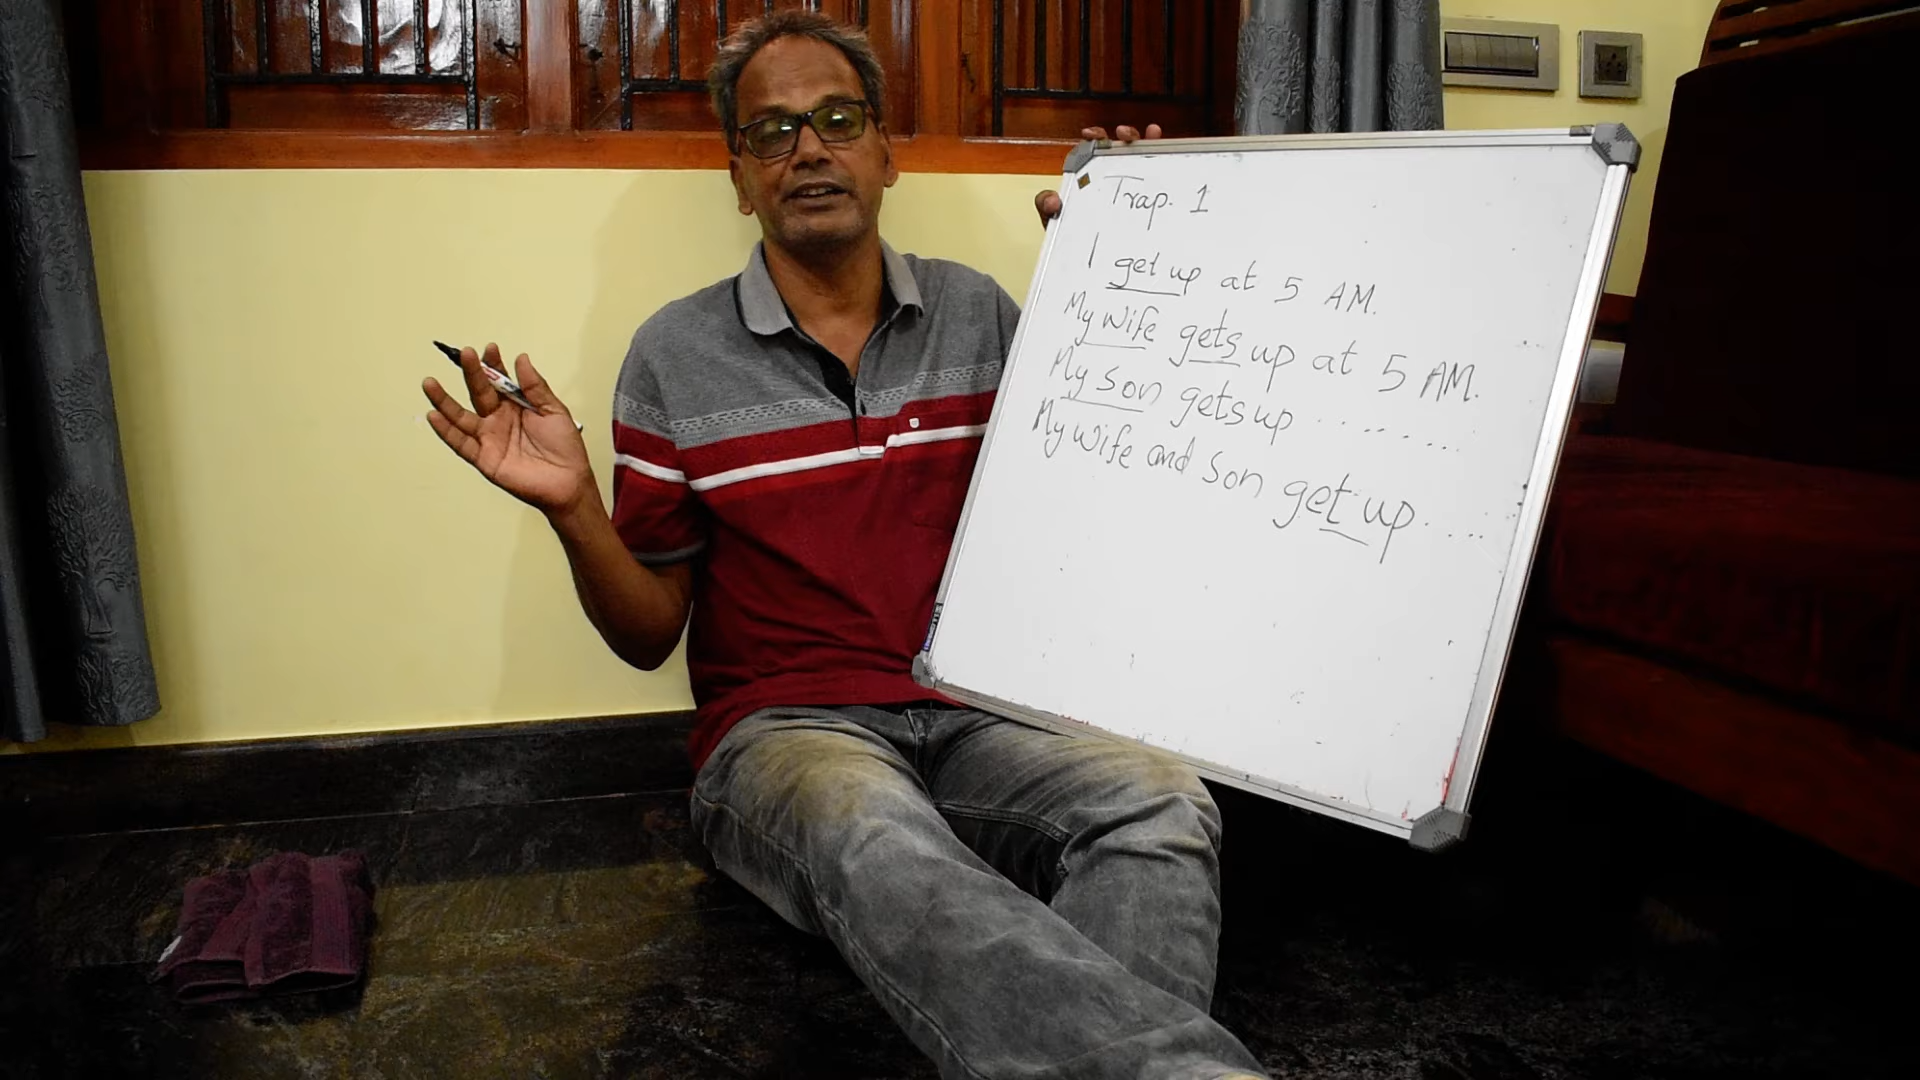 Trap. 1
I get up at 5 AM.
My wife gets up at 5 AM.
My son gets up ........
My wife and son get up. ....